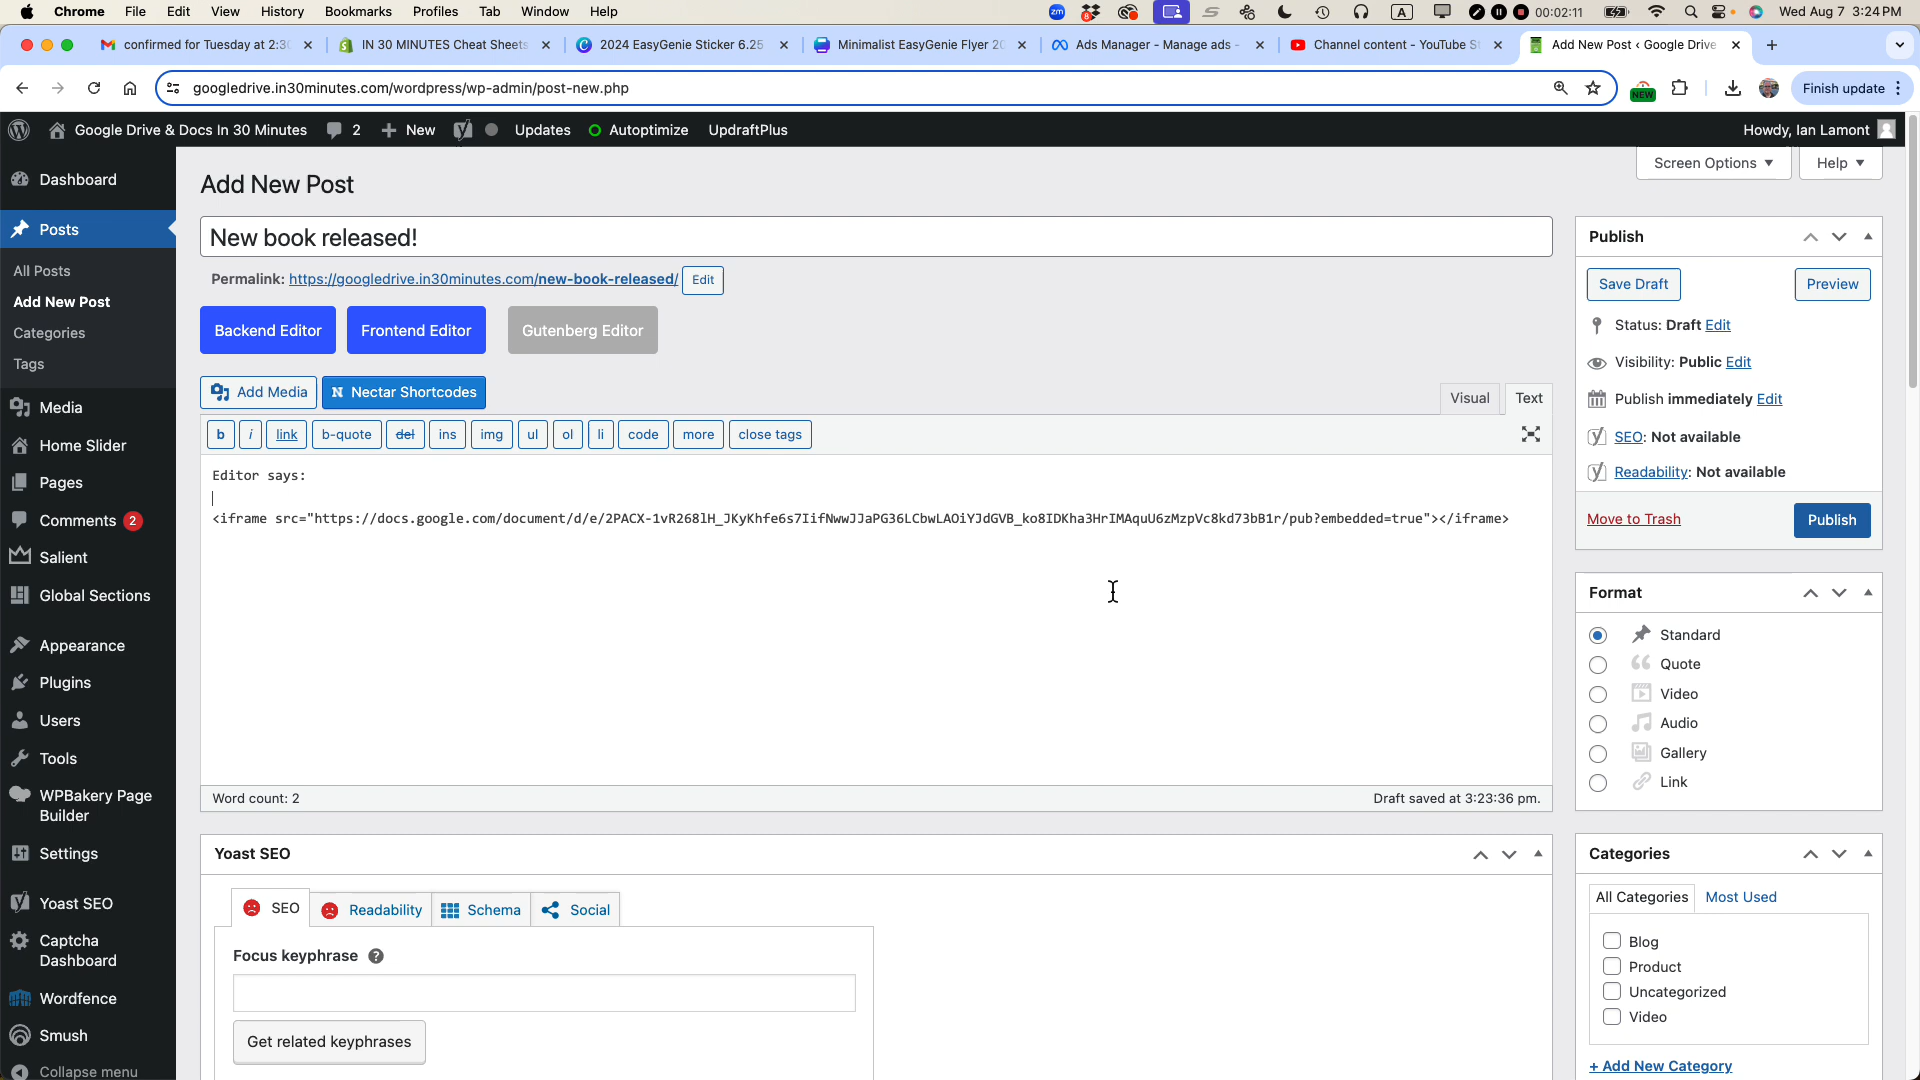 Chrome File Edit View History Bookmarks Profiles Tab Window Help
zm 8 A 00:02:11 Wed Aug 7 3:24 PM
confirmed for Tuesday at 2:3
IN 30 MINUTES Cheat Sheets
2024 EasyGenie Sticker 6.25
Minimalist EasyGenie Flyer 20
Ads Manager - Manage ads -
Channel content - YouTube S
Add New Post ‹ Google Drive
googledrive.in30minutes.com/wordpress/wp-admin/post-new.php
NEW
Finish update
Google Drive & Docs In 30 Minutes 2 New Updates Autoptimize UpdraftPlus
Howdy, Ian Lamont
Dashboard
Posts
All Posts
Add New Post
Categories
Tags
Media
Home Slider
Pages
Comments 2
Salient
Global Sections
Appearance
Plugins
Users
Tools
WPBakery Page
Builder
Settings
Yoast SEO
Captcha
Dashboard
Wordfence
Smush
Collapse menu
Screen Options Help
Add New Post
New book released!
Permalink: https://googledrive.in30minutes.com/new-book-released/ Edit
Backend Editor Frontend Editor Gutenberg Editor
Add Media N Nectar Shortcodes
Visual Text
b i link b-quote del ins img ul ol li code more close tags
Editor says:
<iframe src="https://docs.google.com/document/d/e/2PACX-1vR268lH_JKyKhfe6s7IifNwwJJaPG36LCbwLAOiYJdGVB_ko8IDKha3HrIMAquU6zMzpVc8kd73bB1r/pub?embedded=true"></iframe>
Word count: 2
Draft saved at 3:23:36 pm.
Yoast SEO
SEO Readability Schema Social
Focus keyphrase ?
Get related keyphrases
Publish
Save Draft Preview
Status: Draft Edit
Visibility: Public Edit
Publish immediately Edit
SEO: Not available
Readability: Not available
Move to Trash Publish
Format
Standard
Quote
Video
Audio
Gallery
Link
Categories
All Categories Most Used
Blog
Product
Uncategorized
Video
+ Add New Category